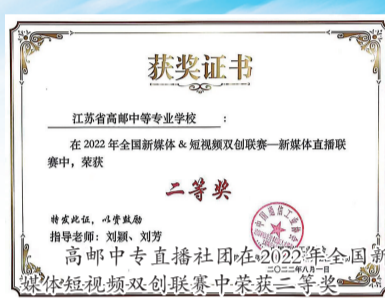 获奖证书
江苏省高邮中等专业学校：
在2022年全国新媒体&短视频双创联赛—新媒体直播联
赛中，荣获
二等奖
特发此证，以资鼓励
指导老师：刘颖、刘芳
二〇二二年八月一日
高邮中专直播社团在2022年全国新
媒体短视频双创联赛中荣获二等奖